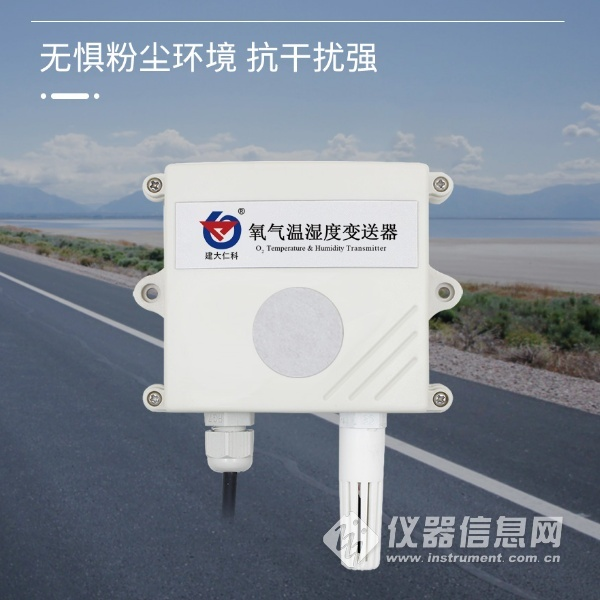 无惧粉尘环境 抗干扰强
建大仁科
®
氧气温湿度变送器
O₂ Temperature & Humidity Transmitter
仪器信息网
www.instrument.com.cn